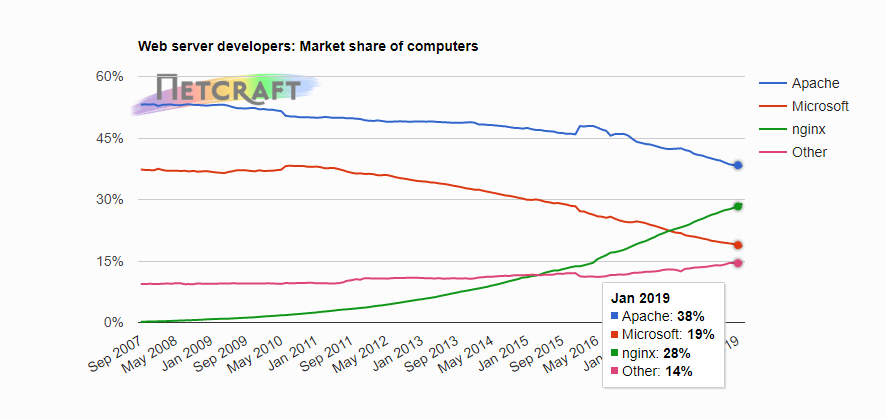 Web server developers: Market share of computers
NETCRAFT
60%
45%
30%
15%
0%
Apache
Microsoft
nginx
Other
Sep 2007
May 2008
Jan 2009
Sep 2009
May 2010
Jan 2011
Sep 2011
May 2012
Jan 2013
Sep 2013
May 2014
Jan 2015
Sep 2015
May 2016
Jan 2019
Apache: 38%
Microsoft: 19%
nginx: 28%
Other: 14%